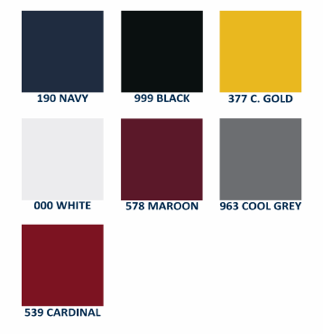 190 NAVY
999 BLACK
377 C. GOLD
000 WHITE
578 MAROON
963 COOL GREY
539 CARDINAL